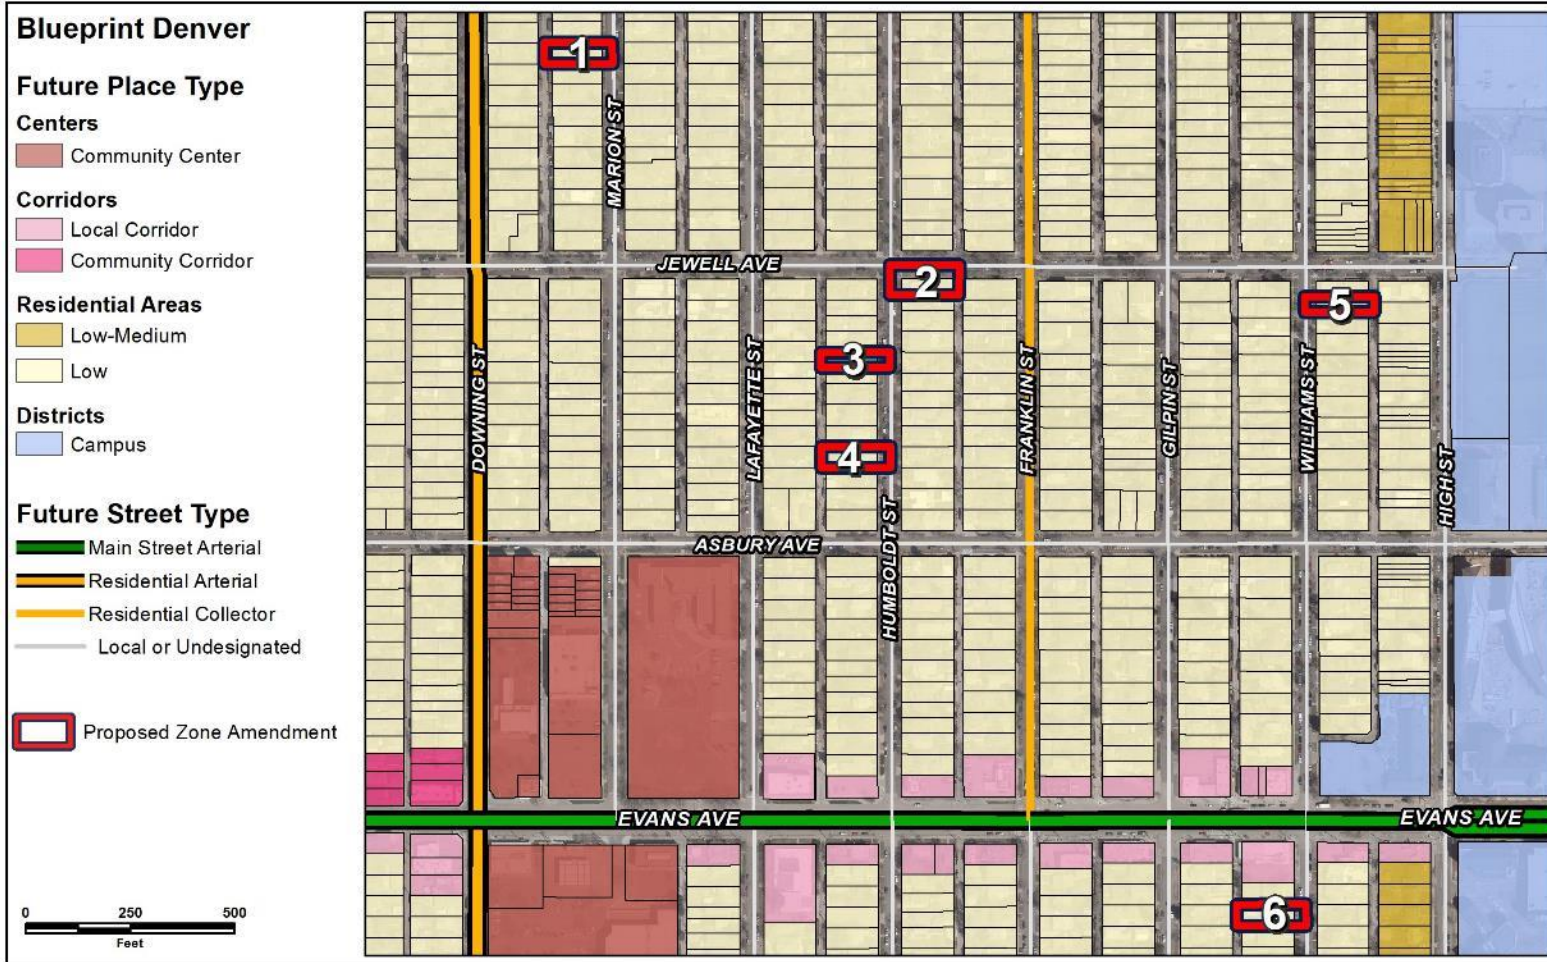 Blueprint Denver
Future Place Type
Centers
Community Center
Corridors
Local Corridor
Community Corridor
Residential Areas
Low-Medium
Low
Districts
Campus
Future Street Type
Main Street Arterial
Residential Arterial
Residential Collector
Local or Undesignated
Proposed Zone Amendment
0 250 500
Feet
1
MARION ST
JEWELL AVE
2
5
3
DOWNING ST
LAFAYETTE ST
FRANKLIN ST
GILPIN ST
WILLIAMS ST
4
HIGH ST
HUMBOLDT ST
ASBURY AVE
EVANS AVE
EVANS AVE
6